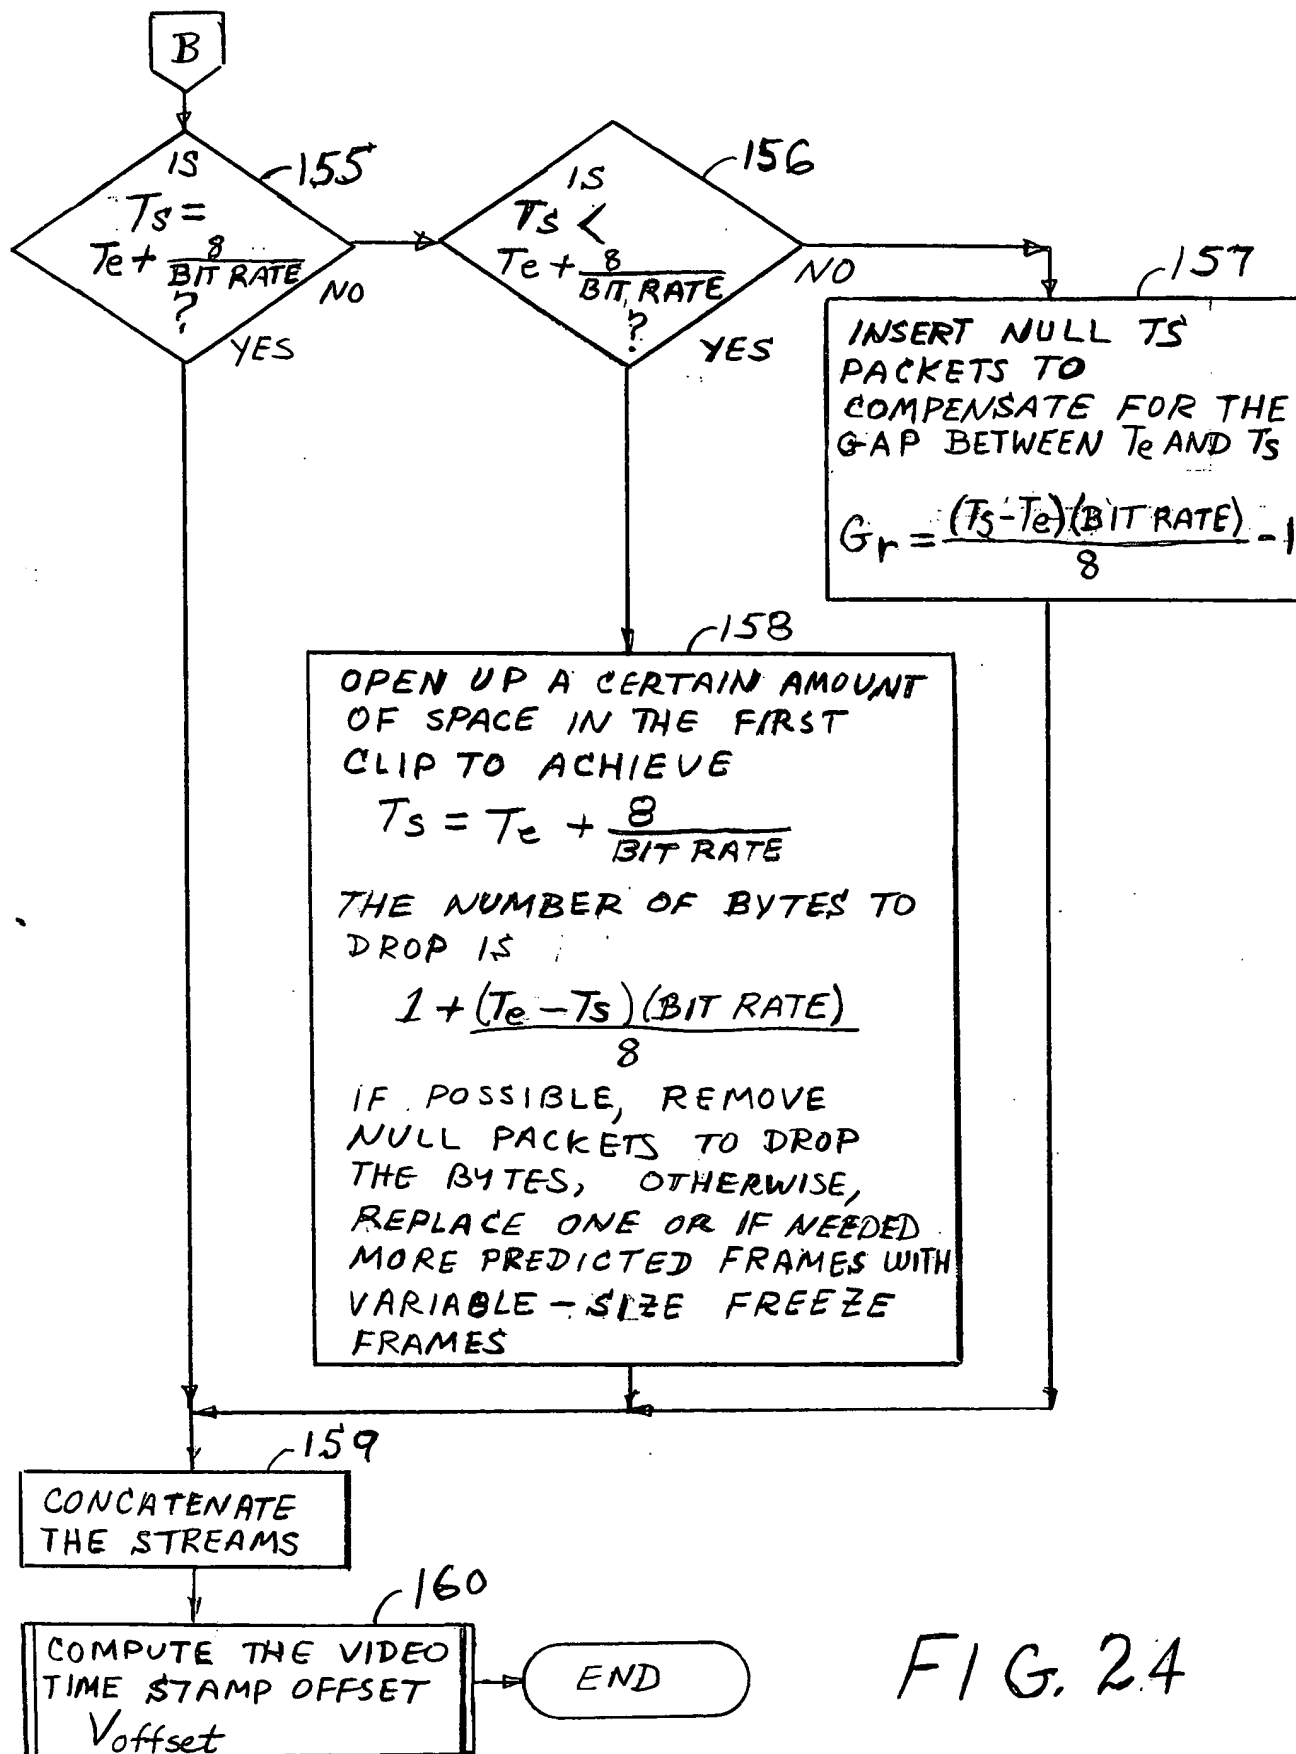 B
IS
Ts =
Te + 8/BIT RATE
?
155
NO
YES
IS
Ts <
Te + 8/BIT RATE
?
156
NO
YES
157
INSERT NULL TS
PACKETS TO
COMPENSATE FOR THE
GAP BETWEEN Te AND Ts
Gr = (Ts-Te)(BIT RATE)/8 - 1
158
OPEN UP A CERTAIN AMOUNT
OF SPACE IN THE FIRST
CLIP TO ACHIEVE
Ts = Te + 8/BIT RATE
THE NUMBER OF BYTES TO
DROP IS
1 + (Te - Ts)(BIT RATE)/8
IF POSSIBLE, REMOVE
NULL PACKETS TO DROP
THE BYTES, OTHERWISE,
REPLACE ONE OR IF NEEDED
MORE PREDICTED FRAMES WITH
VARIABLE-SIZE FREEZE
FRAMES
159
CONCATENATE
THE STREAMS
160
COMPUTE THE VIDEO
TIME STAMP OFFSET
Voffset
END
FIG. 24